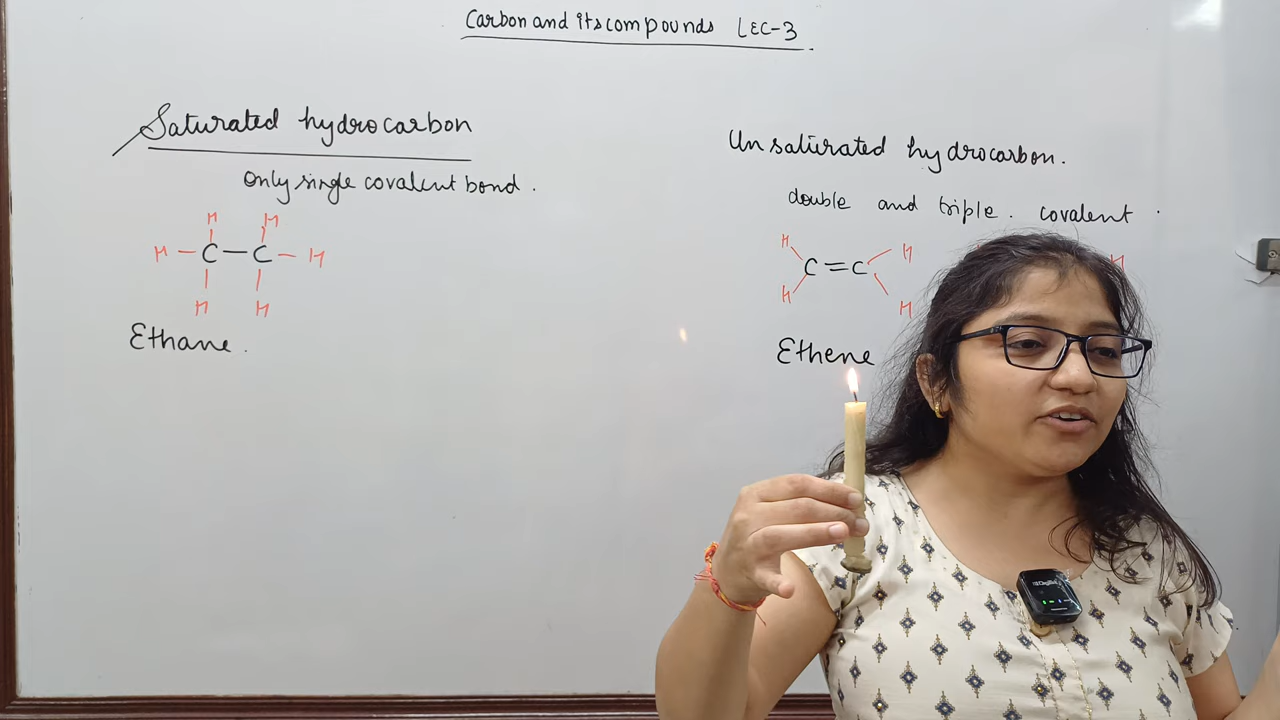 Carbon and its compounds LEC-3
Saturated hydrocarbon
Only single covalent bond.
H H
H - C - C - H
H H
Ethane.
Unsaturated hydrocarbon.
double and triple. covalent.
H H H
C = C
H H
Ethene